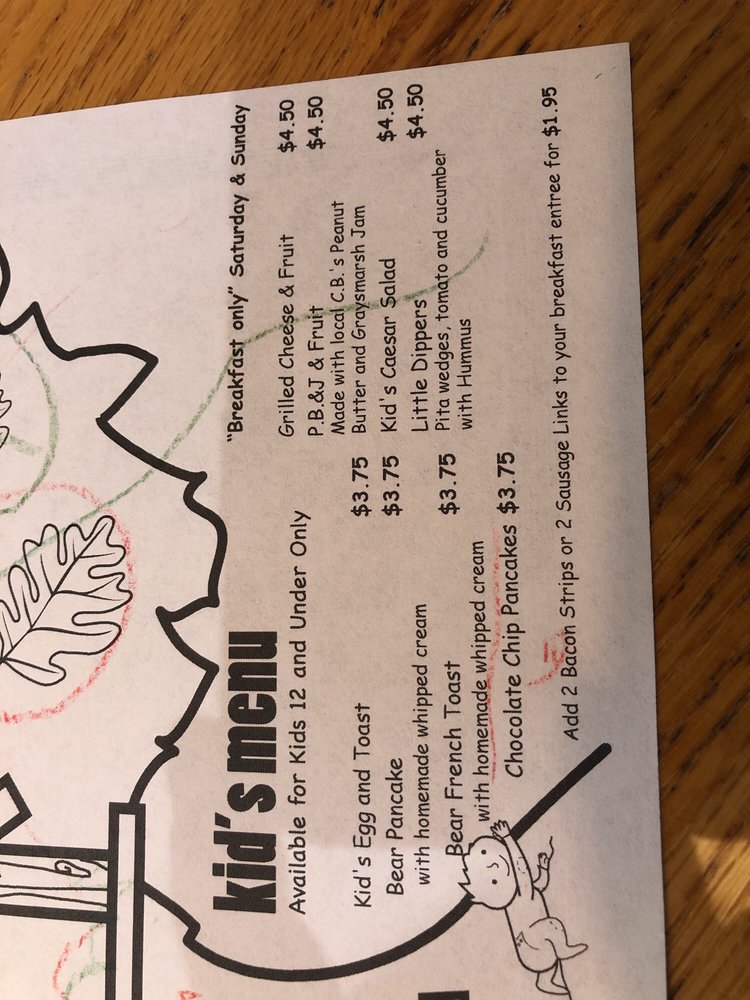 kid's menu
Available for Kids 12 and Under Only
Kid's Egg and Toast $3.75
Bear Pancake $3.75
with homemade whipped cream
Bear French Toast $3.75
with homemade whipped cream
Chocolate Chip Pancakes $3.75
"Breakfast only" Saturday & Sunday
Grilled Cheese & Fruit $4.50
P.B.&J & Fruit $4.50
Made with local C.B.'s Peanut
Butter and Graysmarsh Jam
Kid's Caesar Salad $4.50
Little Dippers $4.50
Pita wedges, tomato and cucumber
with Hummus
Add 2 Bacon Strips or 2 Sausage Links to your breakfast entree for $1.95